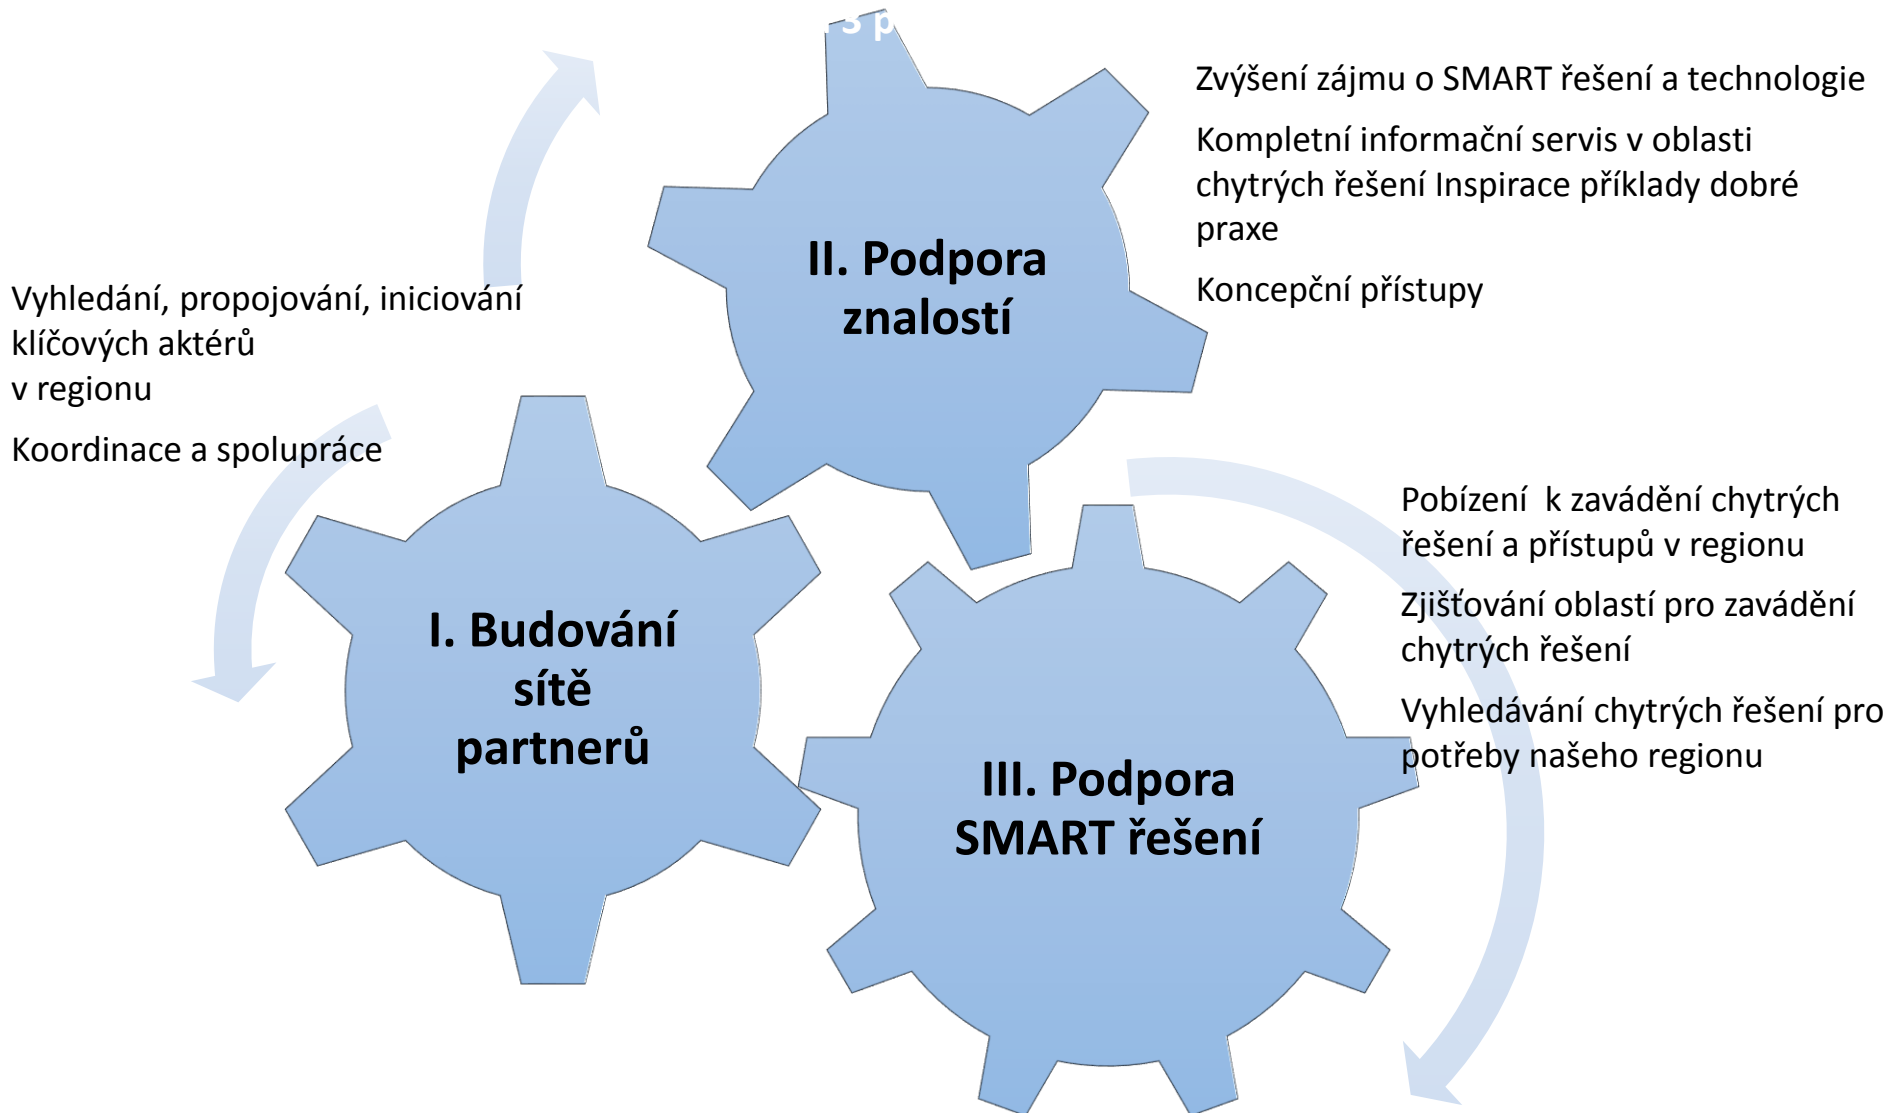 3 p
Zvýšení zájmu o SMART řešení a technologie
Kompletní informační servis v oblasti
chytrých řešení Inspirace příklady dobré
praxe
Koncepční přístupy
II. Podpora
znalostí
Vyhledání, propojování, iniciování
klíčových aktérů
v regionu
Koordinace a spolupráce
I. Budování
sítě
partnerů
Pobízení  k zavádění chytrých
řešení a přístupů v regionu
Zjišťování oblastí pro zavádění
chytrých řešení
Vyhledávání chytrých řešení pro
potřeby našeho regionu
III. Podpora
SMART řešení